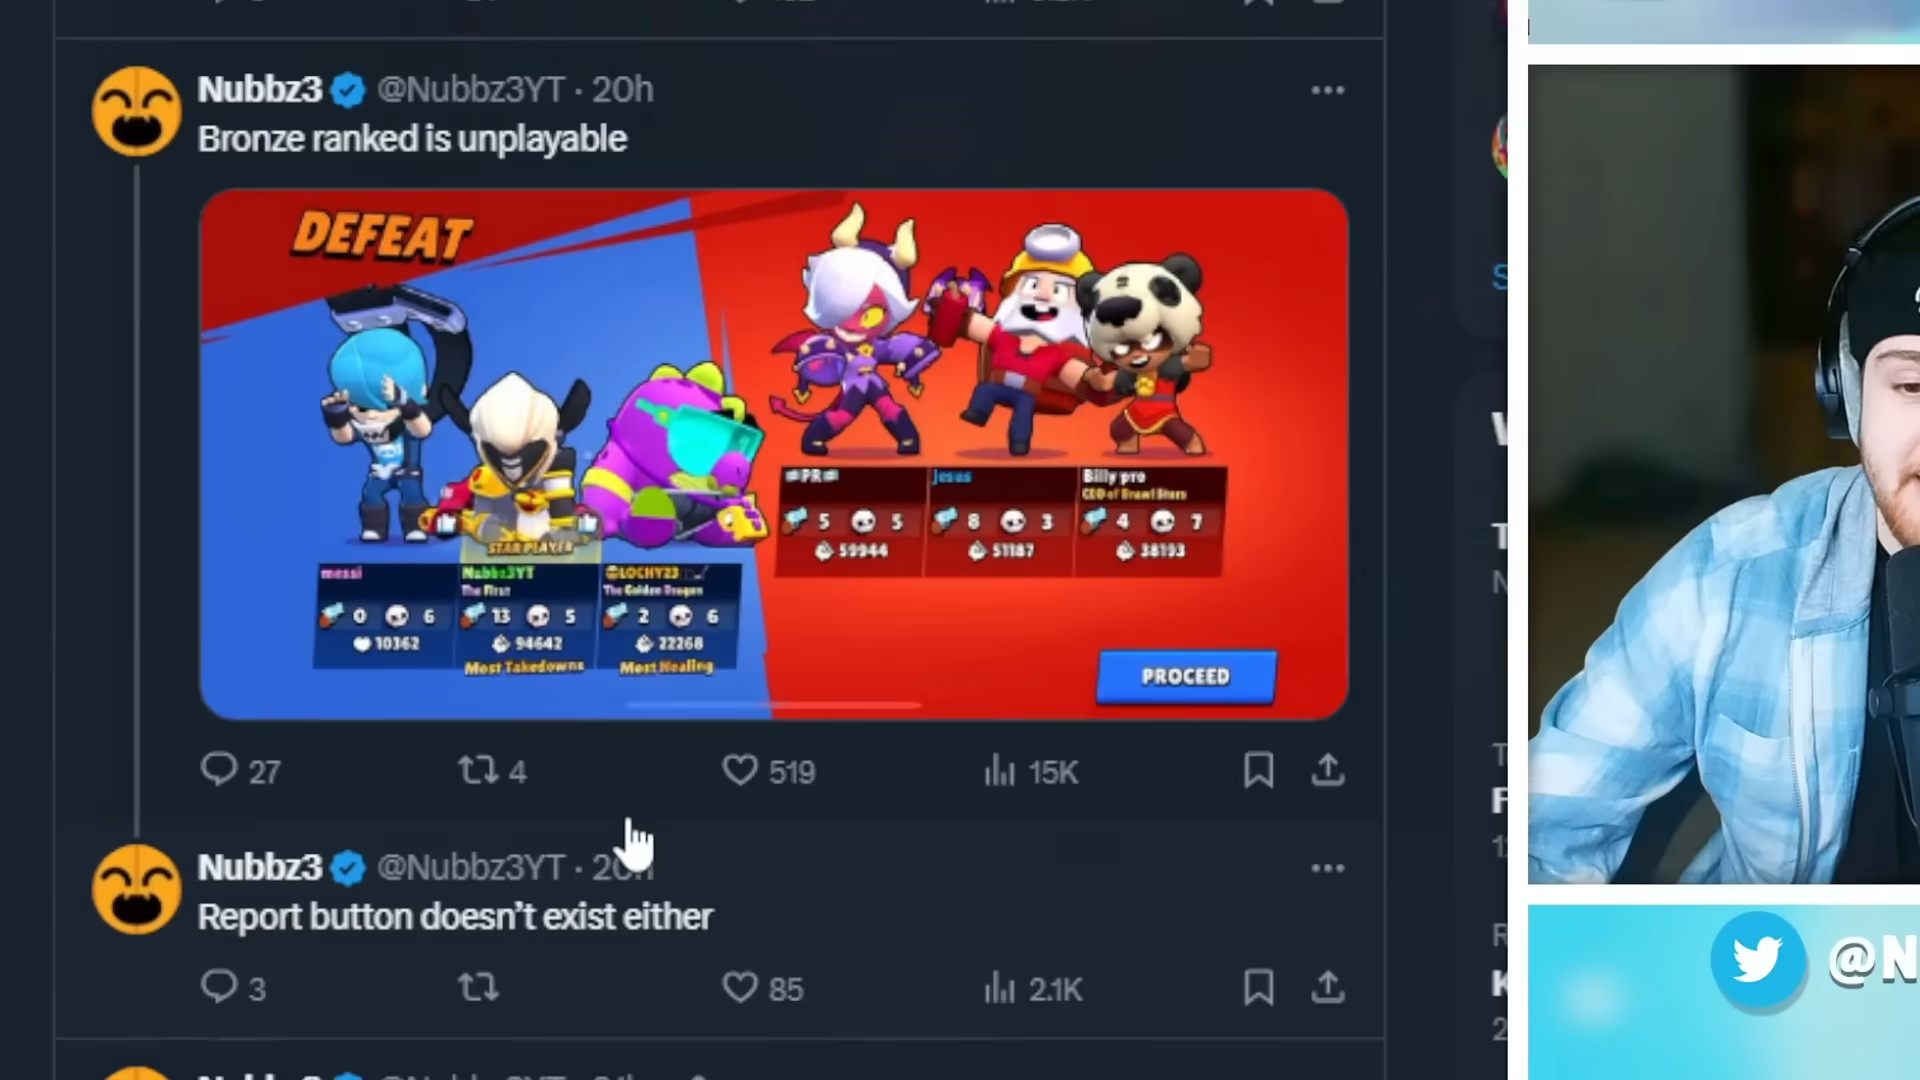 Nubbz3 @Nubbz3YT · 20h
Bronze ranked is unplayable
DEFEAT
STAR PLAYER
messi
0 6
10362
Nubbz3YT
The First
13 5
94642
Most Takedowns
LOCHY23
The Golden Dragon
2 6
22268
Most Healing
PR
5 5
59944
Jesus
8 3
51187
Billy pro
CEO of Brawl Stars
4 7
38193
PROCEED
27 4 519 15K
Nubbz3 @Nubbz3YT · 20h
Report button doesn't exist either
3 85 2.1K
@N